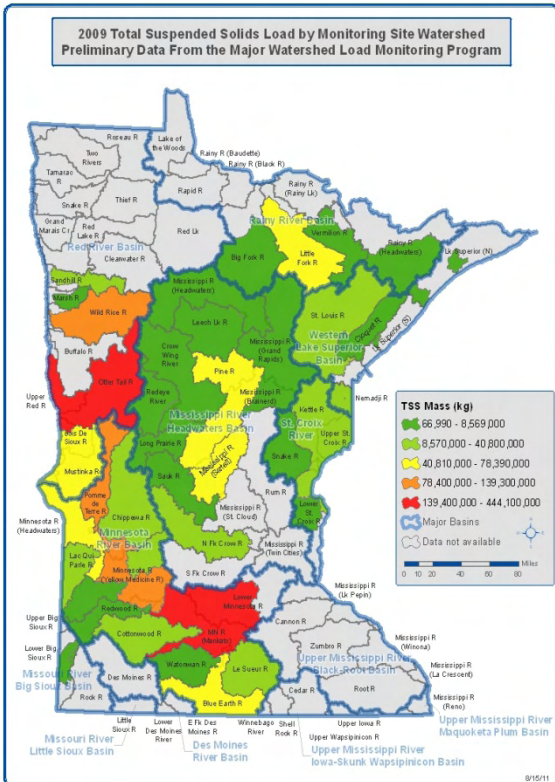 2009 Total Suspended Solids Load by Monitoring Site Watershed
Preliminary Data From the Major Watershed Load Monitoring Program
Roseau R
Lake of
the Woods
Two
Rivers
Rainy R (Baudette)
Rainy R (Black R)
Tamarac
R
Rapid R
Rainy R
(Rainy Lk)
Snake R
Thief R
Grand
Marais Cr
Red
Lake R
Red River Basin
Red Lk
Clearwater R
Rainy River Basin
Vermilion R
Little
Fork R
Big Fork R
Rainy R
(Headwaters)
Lk Superior (N)
Sandhill R
Marsh R
Wild Rice R
Mississippi R
(Headwaters)
Leech Lk R
St. Louis R
Western
Lake Superior
Basin
Cloquet R
Lk Superior (S)
Buffalo R
Otter Tail R
Upper
Red R
Crow
Wing
River
Redeye
River
Mississippi R
(Grand
Rapids)
Pine R
Mississippi R
(Brainerd)
Mississippi River
Headwaters Basin
Nemadji R
Kettle R
Upper St.
Croix R
St. Croix
River
Snake R
Bois De
Sioux R
Mustinka R
Long Prairie R
Mississippi R
(Sartell)
Pomme
de
Terre R
Sauk R
Rum R
Minnesota R
(Headwaters)
Chippewa R
Mississippi R
(St. Cloud)
Lower St.
Croix R
Minnesota
River Basin
Lac Qui
Parle R
N Fk Crow R
Mississippi R
(Twin Cities)
S Fk Crow R
Minnesota R
(Yellow Medicine R)
Mississippi R
(Lk Pepin)
Upper Big
Sioux R
Redwood R
Lower
Minnesota R
Cannon R
Cottonwood R
MN R
(Mankato)
Mississippi R
(Winona)
Lower Big
Sioux R
Zumbro R
Mississippi R
(La Crescent)
Missouri River
Big Sioux Basin
Watonwan R
Le Sueur R
Upper Mississippi River
Black-Root Basin
Des Moines R
Rock R
Blue Earth R
Cedar R
Root R
Mississippi R
(Reno)
Little
Sioux R
Lower
Des Moines
River
E Fk Des
Moines R
Winnebago
River
Shell
Rock R
Upper Iowa R
Upper Wapsipinicon R
Missouri River
Little Sioux Basin
Des Moines
River Basin
Upper Mississippi River
Iowa-Skunk Wapsipinicon Basin
Upper Mississippi River
Maquoketa Plum Basin
TSS Mass (kg)
66,990 - 8,569,000
8,570,000 - 40,800,000
40,810,000 - 78,390,000
78,400,000 - 139,300,000
139,400,000 - 444,100,000
Major Basins
Data not available
0 10 20 40 60 80
Miles
8/15/11